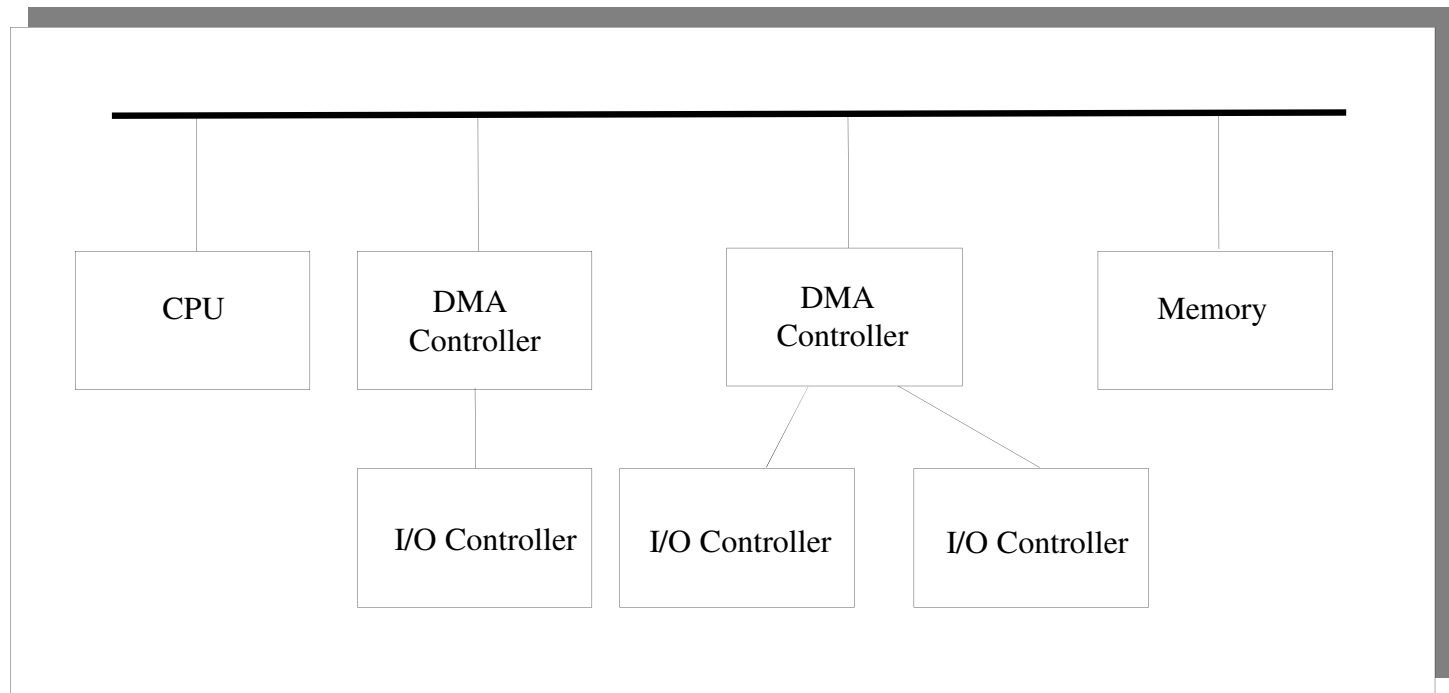 CPU
DMA
Controller
DMA
Controller
Memory
I/O Controller
I/O Controller
I/O Controller